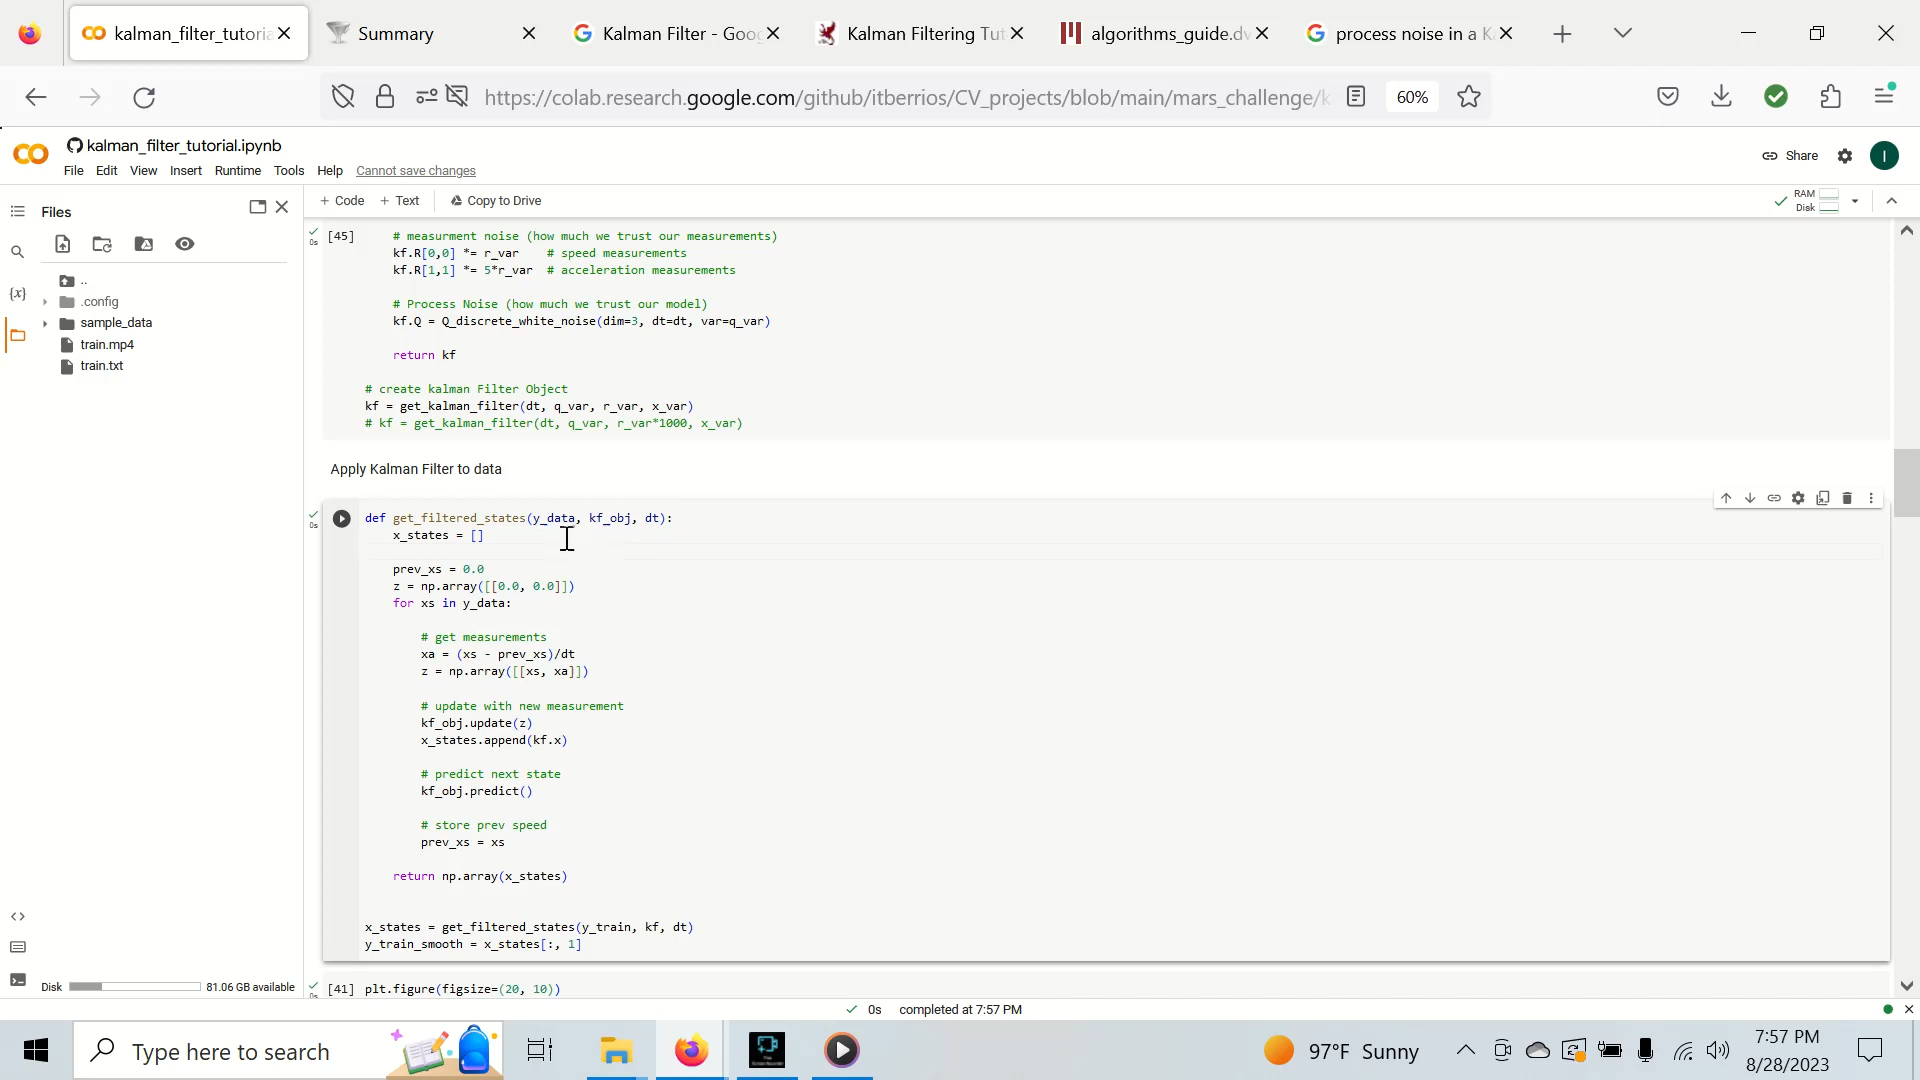 kalman_filter_tutoria
Summary
Kalman Filter - Goog
Kalman Filtering Tut
algorithms_guide.dv
process noise in a K
https://colab.research.google.com/github/itberrios/CV_projects/blob/main/mars_challenge/k
60%
kalman_filter_tutorial.ipynb
File Edit View Insert Runtime Tools Help Cannot save changes
Share
I
Files
+ Code + Text Copy to Drive
RAM
Disk
..
.config
sample_data
train.mp4
train.txt
Disk 81.06 GB available
0s
[45]
# measurment noise (how much we trust our measurements)
kf.R[0,0] *= r_var # speed measurements
kf.R[1,1] *= 5*r_var # acceleration measurements
# Process Noise (how much we trust our model)
kf.Q = Q_discrete_white_noise(dim=3, dt=dt, var=q_var)
return kf
# create kalman Filter Object
kf = get_kalman_filter(dt, q_var, r_var, x_var)
# kf = get_kalman_filter(dt, q_var, r_var*1000, x_var)
Apply Kalman Filter to data
0s
def get_filtered_states(y_data, kf_obj, dt):
x_states = []
prev_xs = 0.0
z = np.array([[0.0, 0.0]])
for xs in y_data:
# get measurements
xa = (xs - prev_xs)/dt
z = np.array([[xs, xa]])
# update with new measurement
kf_obj.update(z)
x_states.append(kf.x)
# predict next state
kf_obj.predict()
# store prev speed
prev_xs = xs
return np.array(x_states)
x_states = get_filtered_states(y_train, kf, dt)
y_train_smooth = x_states[:, 1]
0s
[41] plt.figure(figsize=(20, 10))
0s completed at 7:57 PM
Type here to search
97°F Sunny
7:57 PM
8/28/2023